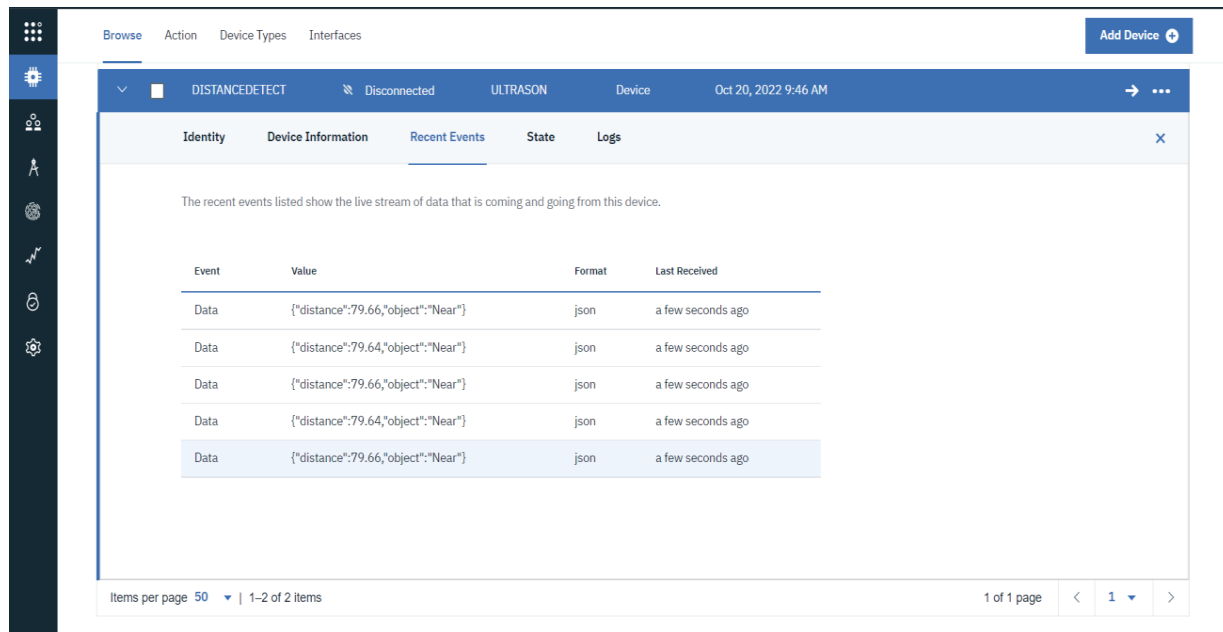 Browse Action Device Types Interfaces Add Device
DISTANCEDETECT Disconnected ULTRASON Device Oct 20, 2022 9:46 AM
Identity Device Information Recent Events State Logs
The recent events listed show the live stream of data that is coming and going from this device.
Event Value Format Last Received
Data {"distance":79.66,"object":"Near"} json a few seconds ago
Data {"distance":79.64,"object":"Near"} json a few seconds ago
Data {"distance":79.66,"object":"Near"} json a few seconds ago
Data {"distance":79.64,"object":"Near"} json a few seconds ago
Data {"distance":79.66,"object":"Near"} json a few seconds ago
Items per page 50 | 1–2 of 2 items 1 of 1 page < 1 >